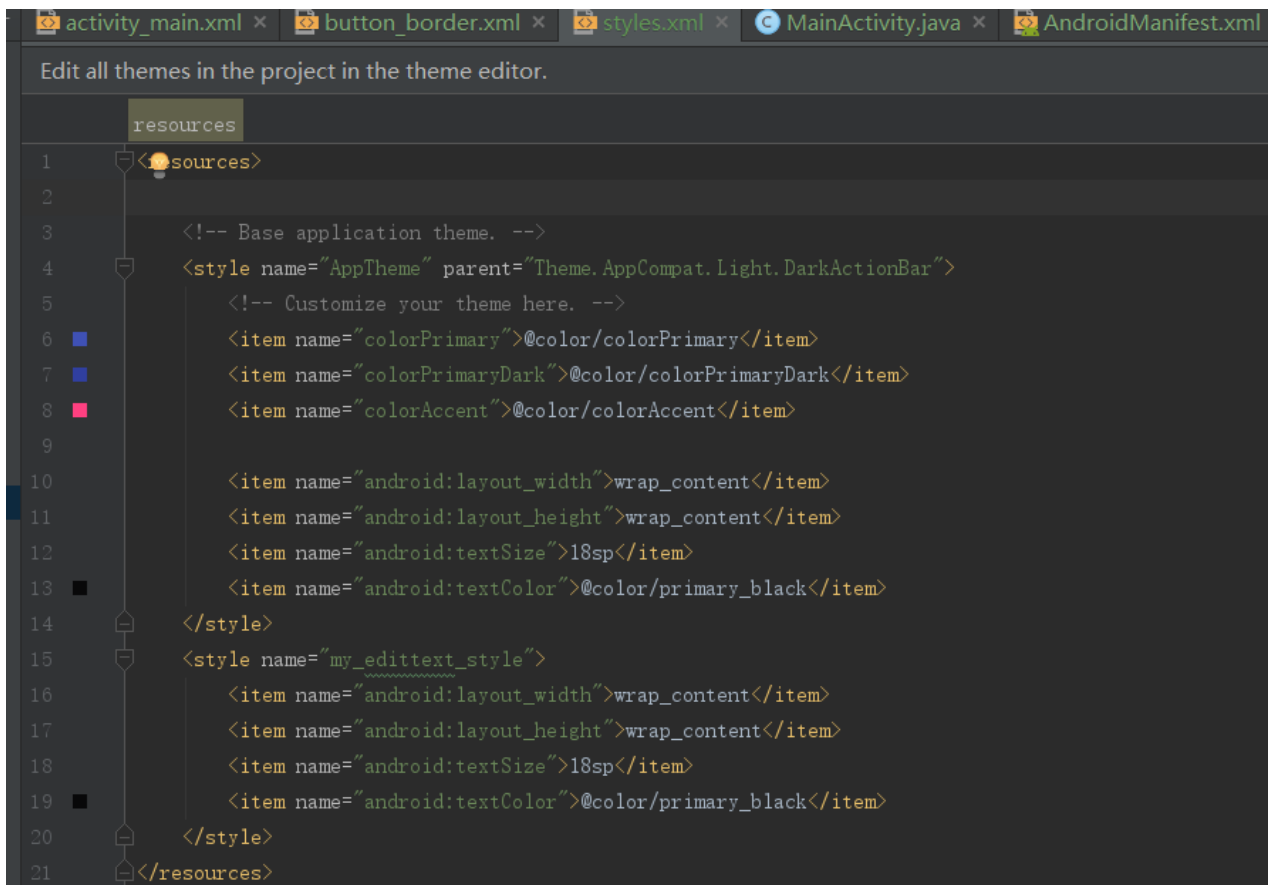 activity_main.xml × button_border.xml × styles.xml × MainActivity.java × AndroidManifest.xml
Edit all themes in the project in the theme editor.
resources
1 <resources>
2
3 <!-- Base application theme. -->
4 <style name="AppTheme" parent="Theme.AppCompat.Light.DarkActionBar">
5 <!-- Customize your theme here. -->
6 <item name="colorPrimary">@color/colorPrimary</item>
7 <item name="colorPrimaryDark">@color/colorPrimaryDark</item>
8 <item name="colorAccent">@color/colorAccent</item>
9
10 <item name="android:layout_width">wrap_content</item>
11 <item name="android:layout_height">wrap_content</item>
12 <item name="android:textSize">18sp</item>
13 <item name="android:textColor">@color/primary_black</item>
14 </style>
15 <style name="my_edittext_style">
16 <item name="android:layout_width">wrap_content</item>
17 <item name="android:layout_height">wrap_content</item>
18 <item name="android:textSize">18sp</item>
19 <item name="android:textColor">@color/primary_black</item>
20 </style>
21 </resources>